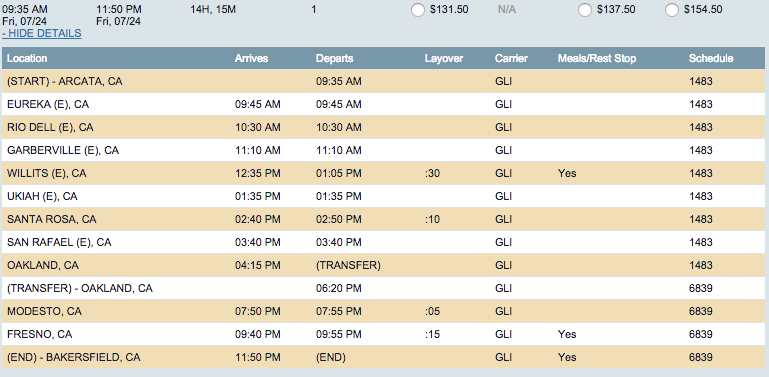 09:35 AM 11:50 PM 14H, 15M 1 $131.50 N/A $137.50 $154.50
Fri, 07/24 Fri, 07/24
- HIDE DETAILS
Location Arrives Departs Layover Carrier Meals/Rest Stop Schedule
(START) - ARCATA, CA 09:35 AM GLI 1483
EUREKA (E), CA 09:45 AM 09:45 AM GLI 1483
RIO DELL (E), CA 10:30 AM 10:30 AM GLI 1483
GARBERVILLE (E), CA 11:10 AM 11:10 AM GLI 1483
WILLITS (E), CA 12:35 PM 01:05 PM :30 GLI Yes 1483
UKIAH (E), CA 01:35 PM 01:35 PM GLI 1483
SANTA ROSA, CA 02:40 PM 02:50 PM :10 GLI 1483
SAN RAFAEL (E), CA 03:40 PM 03:40 PM GLI 1483
OAKLAND, CA 04:15 PM (TRANSFER) GLI 1483
(TRANSFER) - OAKLAND, CA 06:20 PM GLI 6839
MODESTO, CA 07:50 PM 07:55 PM :05 GLI 6839
FRESNO, CA 09:40 PM 09:55 PM :15 GLI Yes 6839
(END) - BAKERSFIELD, CA 11:50 PM (END) GLI Yes 6839